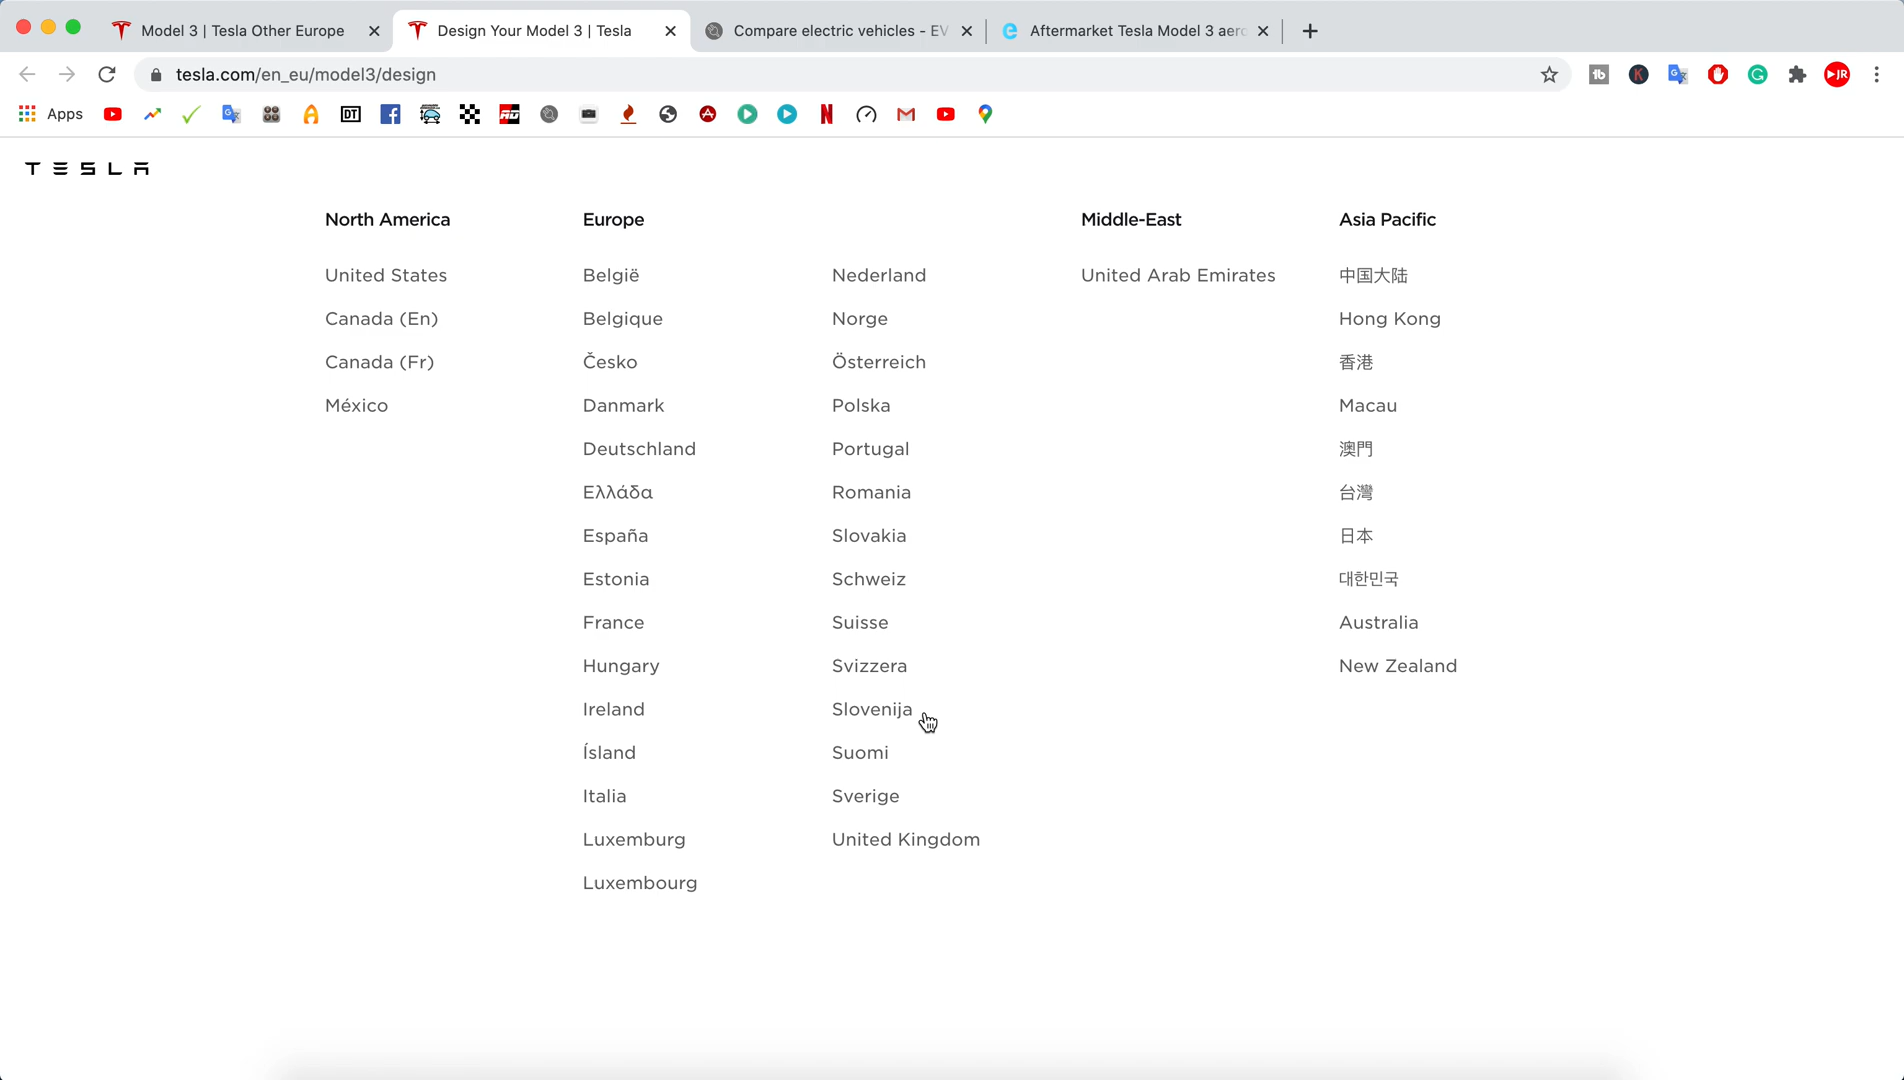 Model 3 | Tesla Other Europe
Design Your Model 3 | Tesla
Compare electric vehicles - EV
Aftermarket Tesla Model 3 aero
tesla.com/en_eu/model3/design
Apps
TESLA
North America
United States
Canada (En)
Canada (Fr)
México
Europe
België
Belgique
Česko
Danmark
Deutschland
Ελλάδα
España
Estonia
France
Hungary
Ireland
Ísland
Italia
Luxemburg
Luxembourg
Nederland
Norge
Österreich
Polska
Portugal
Romania
Slovakia
Schweiz
Suisse
Svizzera
Slovenija
Suomi
Sverige
United Kingdom
Middle-East
United Arab Emirates
Asia Pacific
中国大陆
Hong Kong
香港
Macau
澳門
台灣
日本
대한민국
Australia
New Zealand